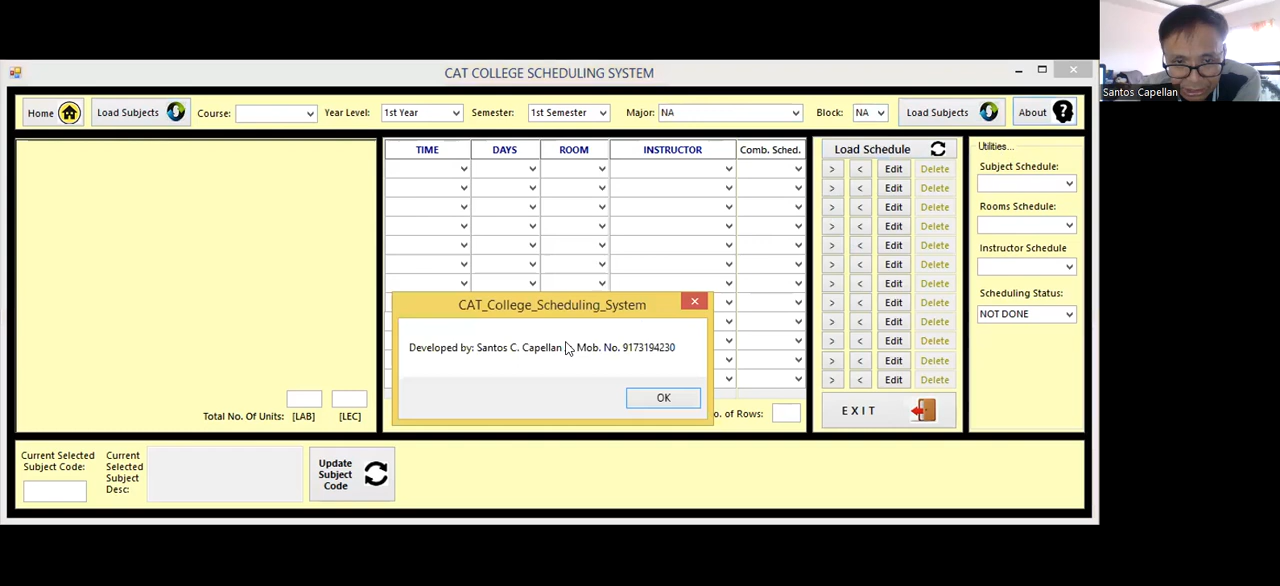 CAT COLLEGE SCHEDULING SYSTEM
Santos Capellan
Home Load Subjects Course: Year Level: 1st Year Semester: 1st Semester Major: NA Block: NA Load Subjects About
TIME DAYS ROOM INSTRUCTOR Comb. Sched. Load Schedule Utilities...
> < Edit Delete Subject Schedule:
> < Edit Delete
> < Edit Delete Rooms Schedule:
> < Edit Delete
> < Edit Delete Instructor Schedule
> < Edit Delete
> < Edit Delete Scheduling Status:
CAT_College_Scheduling_System > < Edit Delete NOT DONE
> < Edit Delete
Developed by: Santos C. Capellan Mob. No. 9173194230 > < Edit Delete
> < Edit Delete
> < Edit Delete
OK
Total No. Of Units: [LAB] [LEC] o. of Rows: EXIT
Current Selected
Subject Code:
Current
Selected
Subject
Desc:
Update
Subject
Code